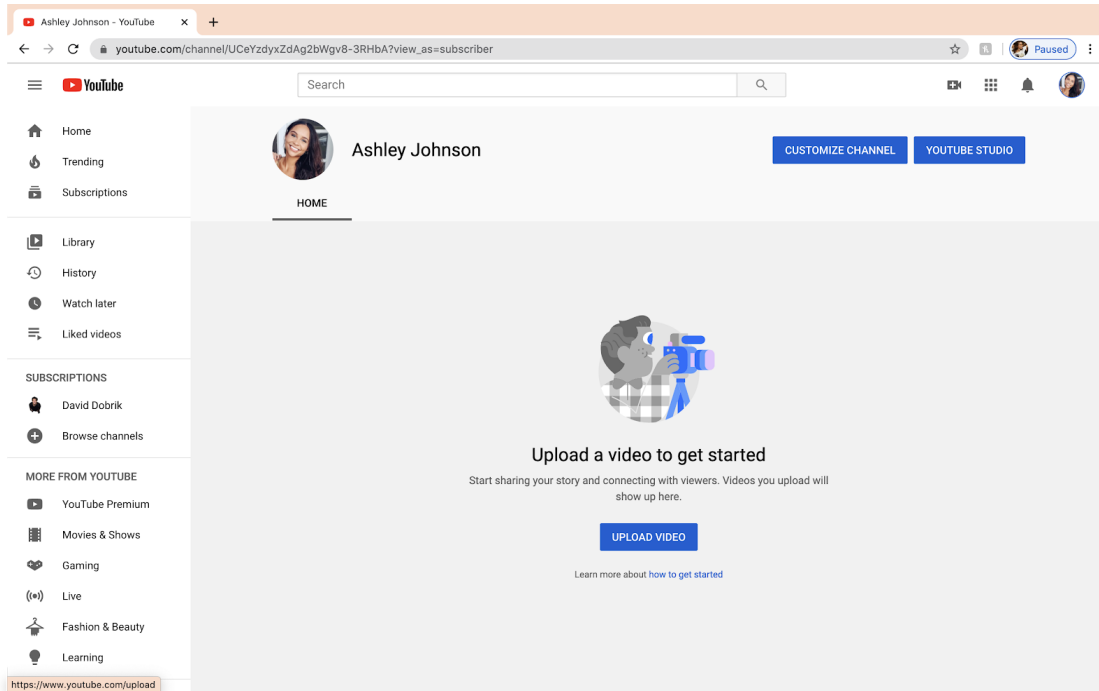 Ashley Johnson - YouTube
youtube.com/channel/UCeYzdyxZdAg2bWgv8-3RHbA?view_as=subscriber
Paused
YouTube
Search
Home
Trending
Subscriptions
Ashley Johnson
CUSTOMIZE CHANNEL
YOUTUBE STUDIO
HOME
Library
History
Watch later
Liked videos
SUBSCRIPTIONS
David Dobrik
Browse channels
MORE FROM YOUTUBE
YouTube Premium
Movies & Shows
Gaming
Live
Fashion & Beauty
Learning
Upload a video to get started
Start sharing your story and connecting with viewers. Videos you upload will
show up here.
UPLOAD VIDEO
Learn more about how to get started
https://www.youtube.com/upload